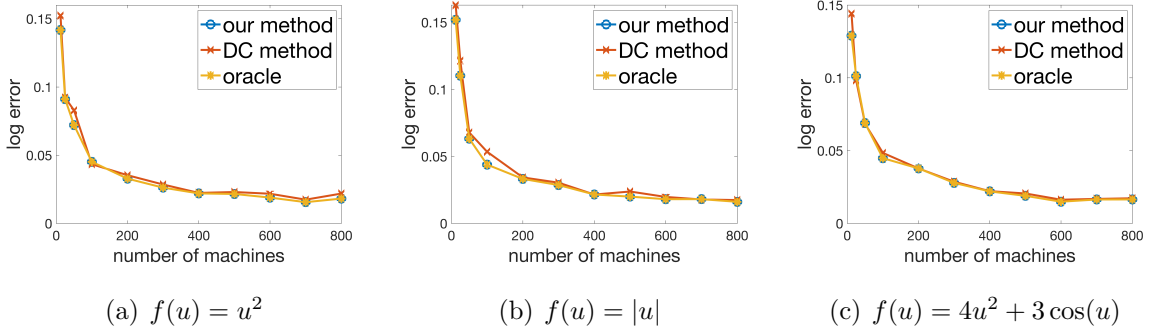 0.15
0.1
0.05
0
log error
0 200 400 600 800
number of machines
our method
DC method
oracle
(a) f(u) = u²
0.15
0.1
0.05
0
log error
0 200 400 600 800
number of machines
our method
DC method
oracle
(b) f(u) = |u|
0.15
0.1
0.05
0
log error
0 200 400 600 800
number of machines
our method
DC method
oracle
(c) f(u) = 4u² + 3 cos(u)